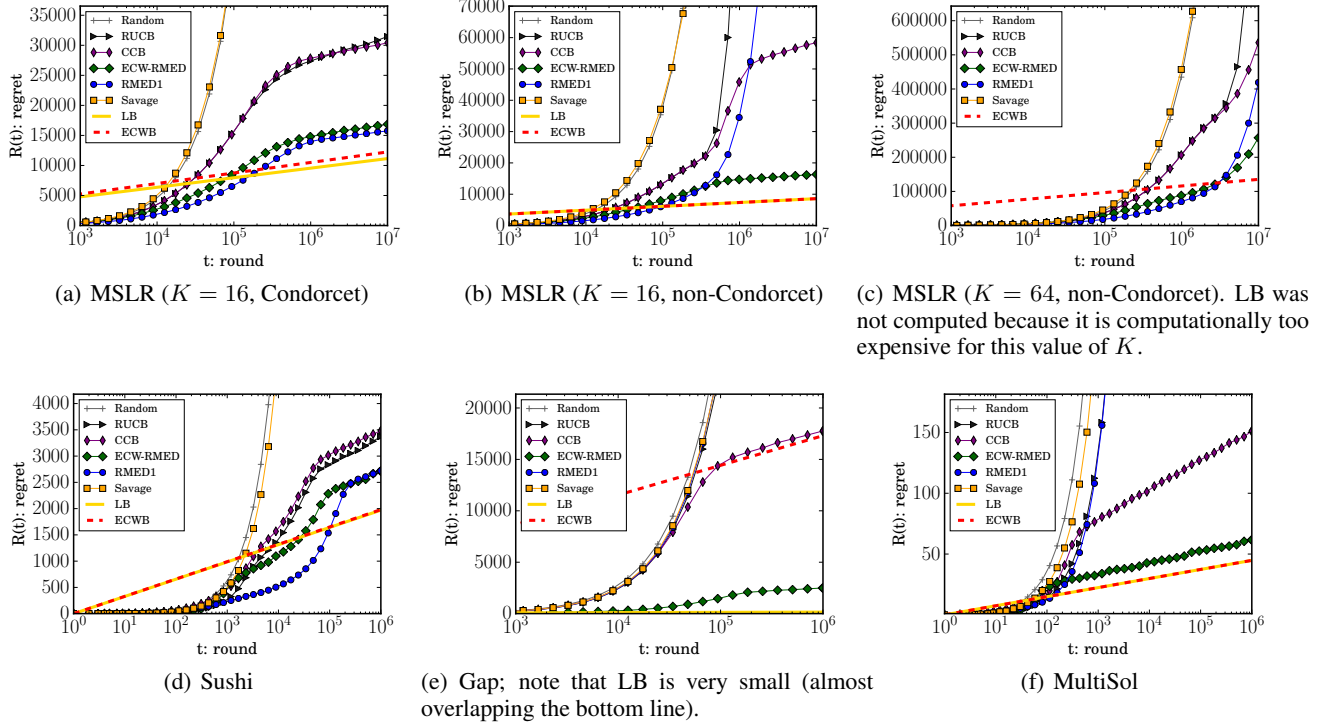 R(t): regret
35000
30000
25000
20000
15000
10000
5000
0
Random
RUCB
CCB
ECW-RMED
RMED1
Savage
LB
ECWB
10^3
10^4
10^5
10^6
10^7
t: round
(a) MSLR (K = 16, Condorcet)
R(t): regret
70000
60000
50000
40000
30000
20000
10000
0
Random
RUCB
CCB
ECW-RMED
RMED1
Savage
LB
ECWB
10^3
10^4
10^5
10^6
10^7
t: round
(b) MSLR (K = 16, non-Condorcet)
R(t): regret
600000
500000
400000
300000
200000
100000
0
Random
RUCB
CCB
ECW-RMED
RMED1
Savage
LB
ECWB
10^3
10^4
10^5
10^6
10^7
t: round
(c) MSLR (K = 64, non-Condorcet). LB was
not computed because it is computationally too
expensive for this value of K.
R(t): regret
4000
3500
3000
2500
2000
1500
1000
500
0
Random
RUCB
CCB
ECW-RMED
RMED1
Savage
LB
ECWB
10^0
10^1
10^2
10^3
10^4
10^5
10^6
t: round
(d) Sushi
R(t): regret
20000
15000
10000
5000
0
Random
RUCB
CCB
ECW-RMED
RMED1
Savage
LB
ECWB
10^3
10^4
10^5
10^6
t: round
(e) Gap; note that LB is very small (almost
overlapping the bottom line).
R(t): regret
150
100
50
Random
RUCB
CCB
ECW-RMED
RMED1
Savage
LB
ECWB
10^0
10^1
10^2
10^3
10^4
10^5
10^6
t: round
(f) MultiSol